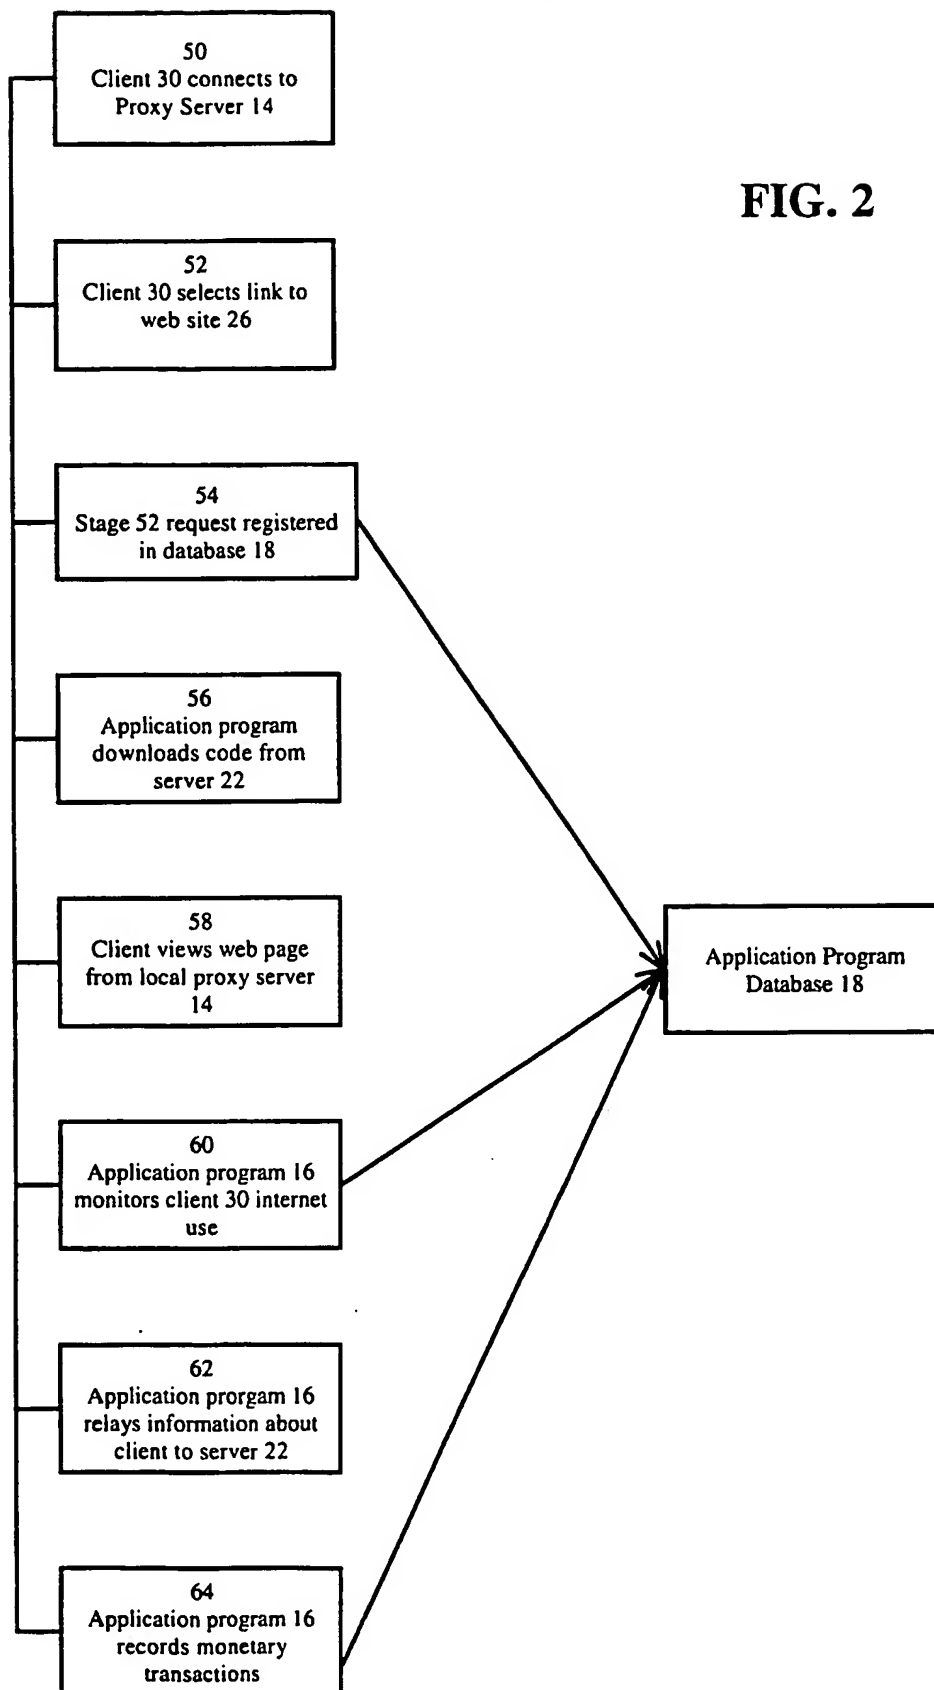 50
Client 30 connects to
Proxy Server 14
FIG. 2
52
Client 30 selects link to
web site 26
54
Stage 52 request registered
in database 18
56
Application program
downloads code from
server 22
58
Client views web page
from local proxy server
14
Application Program
Database 18
60
Application program 16
monitors client 30 internet
use
62
Application prorgam 16
relays information about
client to server 22
64
Application program 16
records monetary
transactions